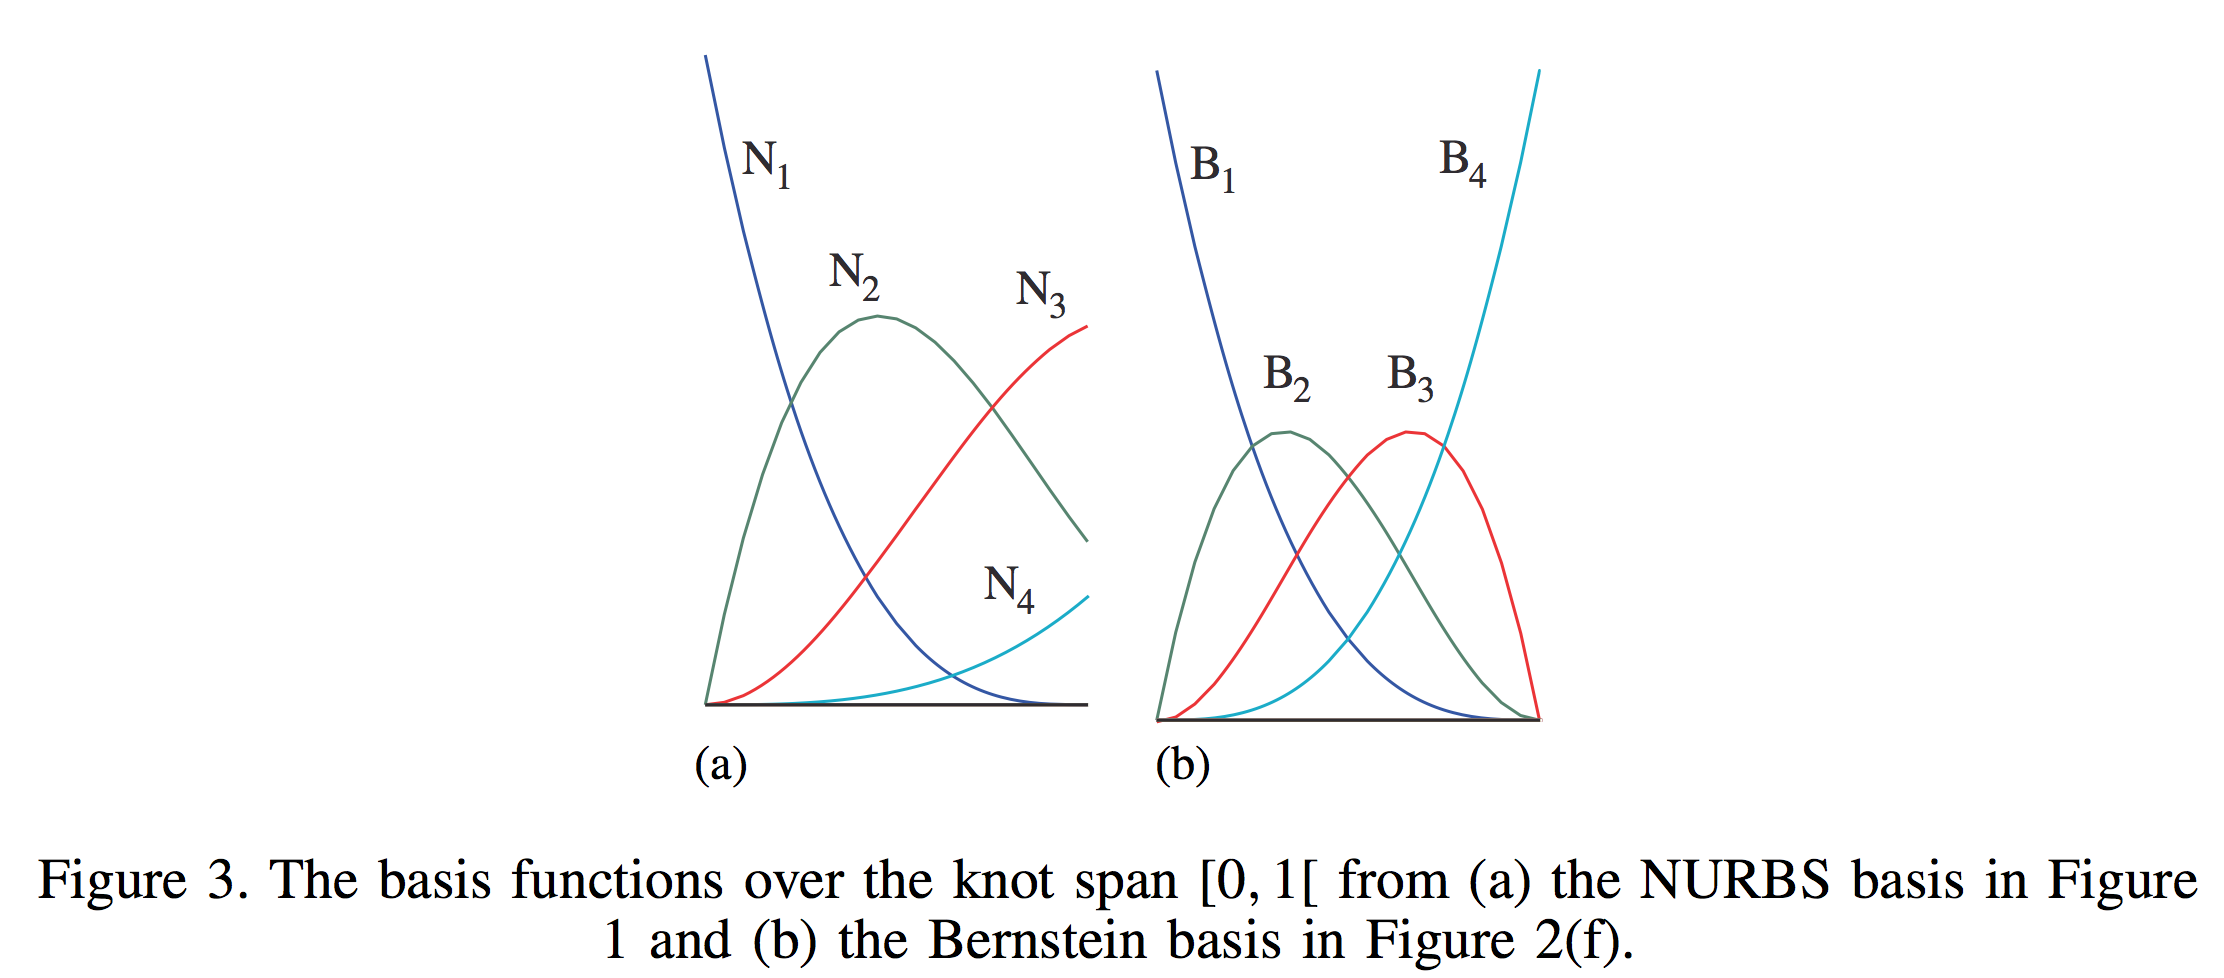 N₁
N₂
N₃
N₄
B₁
B₂
B₃
B₄
(a)
(b)
Figure 3. The basis functions over the knot span [0, 1[ from (a) the NURBS basis in Figure
1 and (b) the Bernstein basis in Figure 2(f).